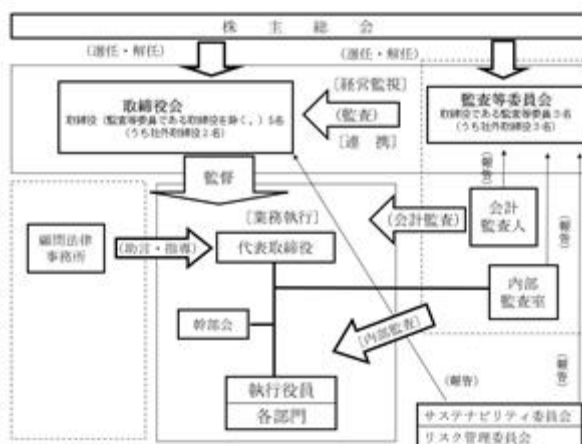 株主総会
(選任・解任)
(選任・解任)
取締役会
取締役(監査等委員である取締役を除く。)5名
(うち社外取締役2名)
[経営監視]
(監査)
[連携]
監査等委員会
取締役である監査等委員3名
(うち社外取締役3名)
監督
(報告)
顧問法律
事務所
(助言・指導)
[業務執行]
代表取締役
(会計監査)
会計
監査人
(報告)
内部
監査室
幹部会
[内部監査]
執行役員
各部門
(報告)
(報告)
サステナビリティ委員会
リスク管理委員会